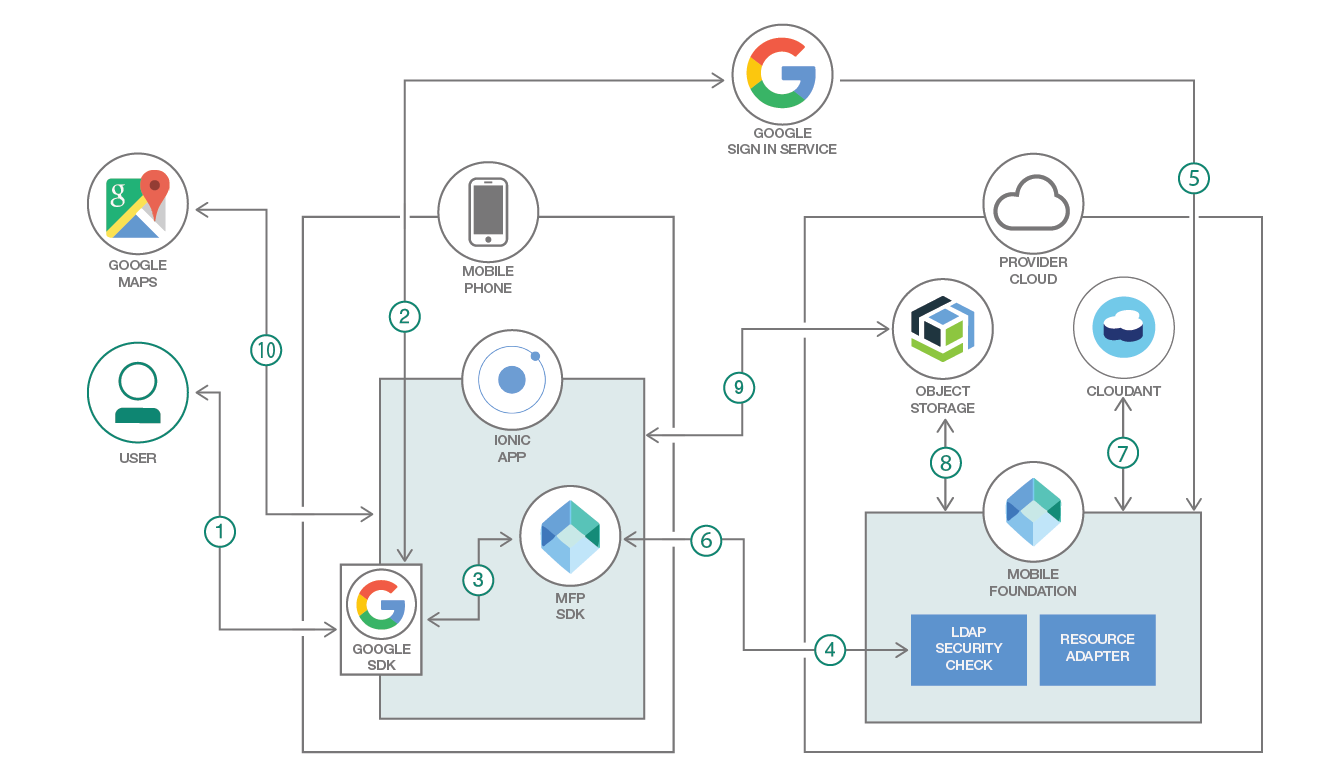 GOOGLE
SIGN IN SERVICE
5
g
GOOGLE
MAPS
MOBILE
PHONE
PROVIDER
CLOUD
2
10
9
OBJECT
STORAGE
CLOUDANT
USER
IONIC
APP
8
7
1
6
3
MFP
SDK
MOBILE
FOUNDATION
GOOGLE
SDK
4
LDAP
SECURITY
CHECK
RESOURCE
ADAPTER